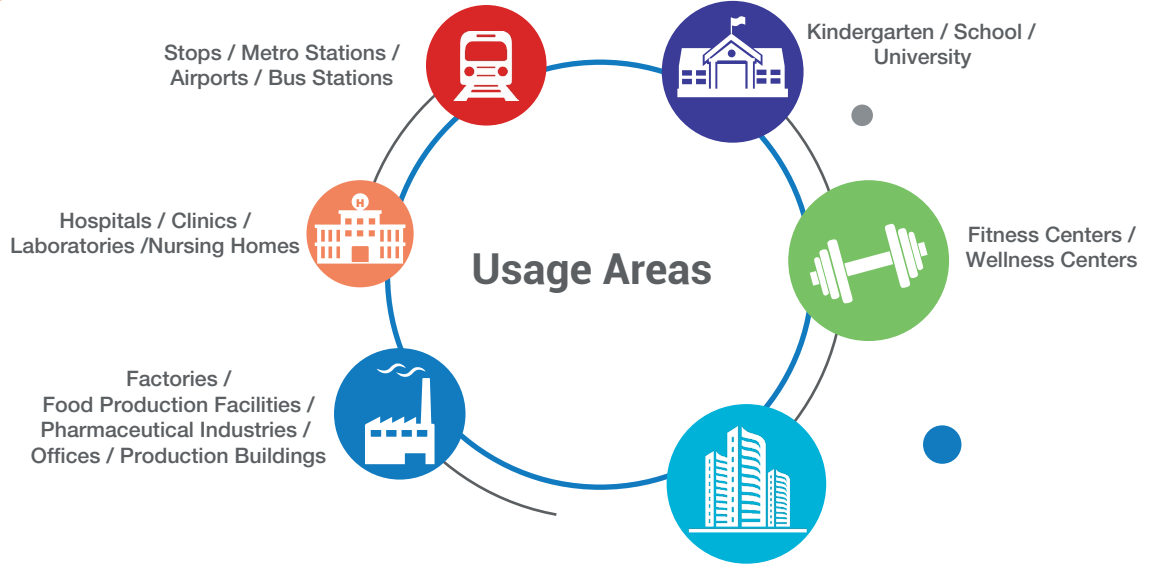 Stops / Metro Stations /
Airports / Bus Stations
Kindergarten / School /
University
Hospitals / Clinics /
Laboratories /Nursing Homes
H
Usage Areas
Fitness Centers /
Wellness Centers
Factories /
Food Production Facilities /
Pharmaceutical Industries /
Offices / Production Buildings